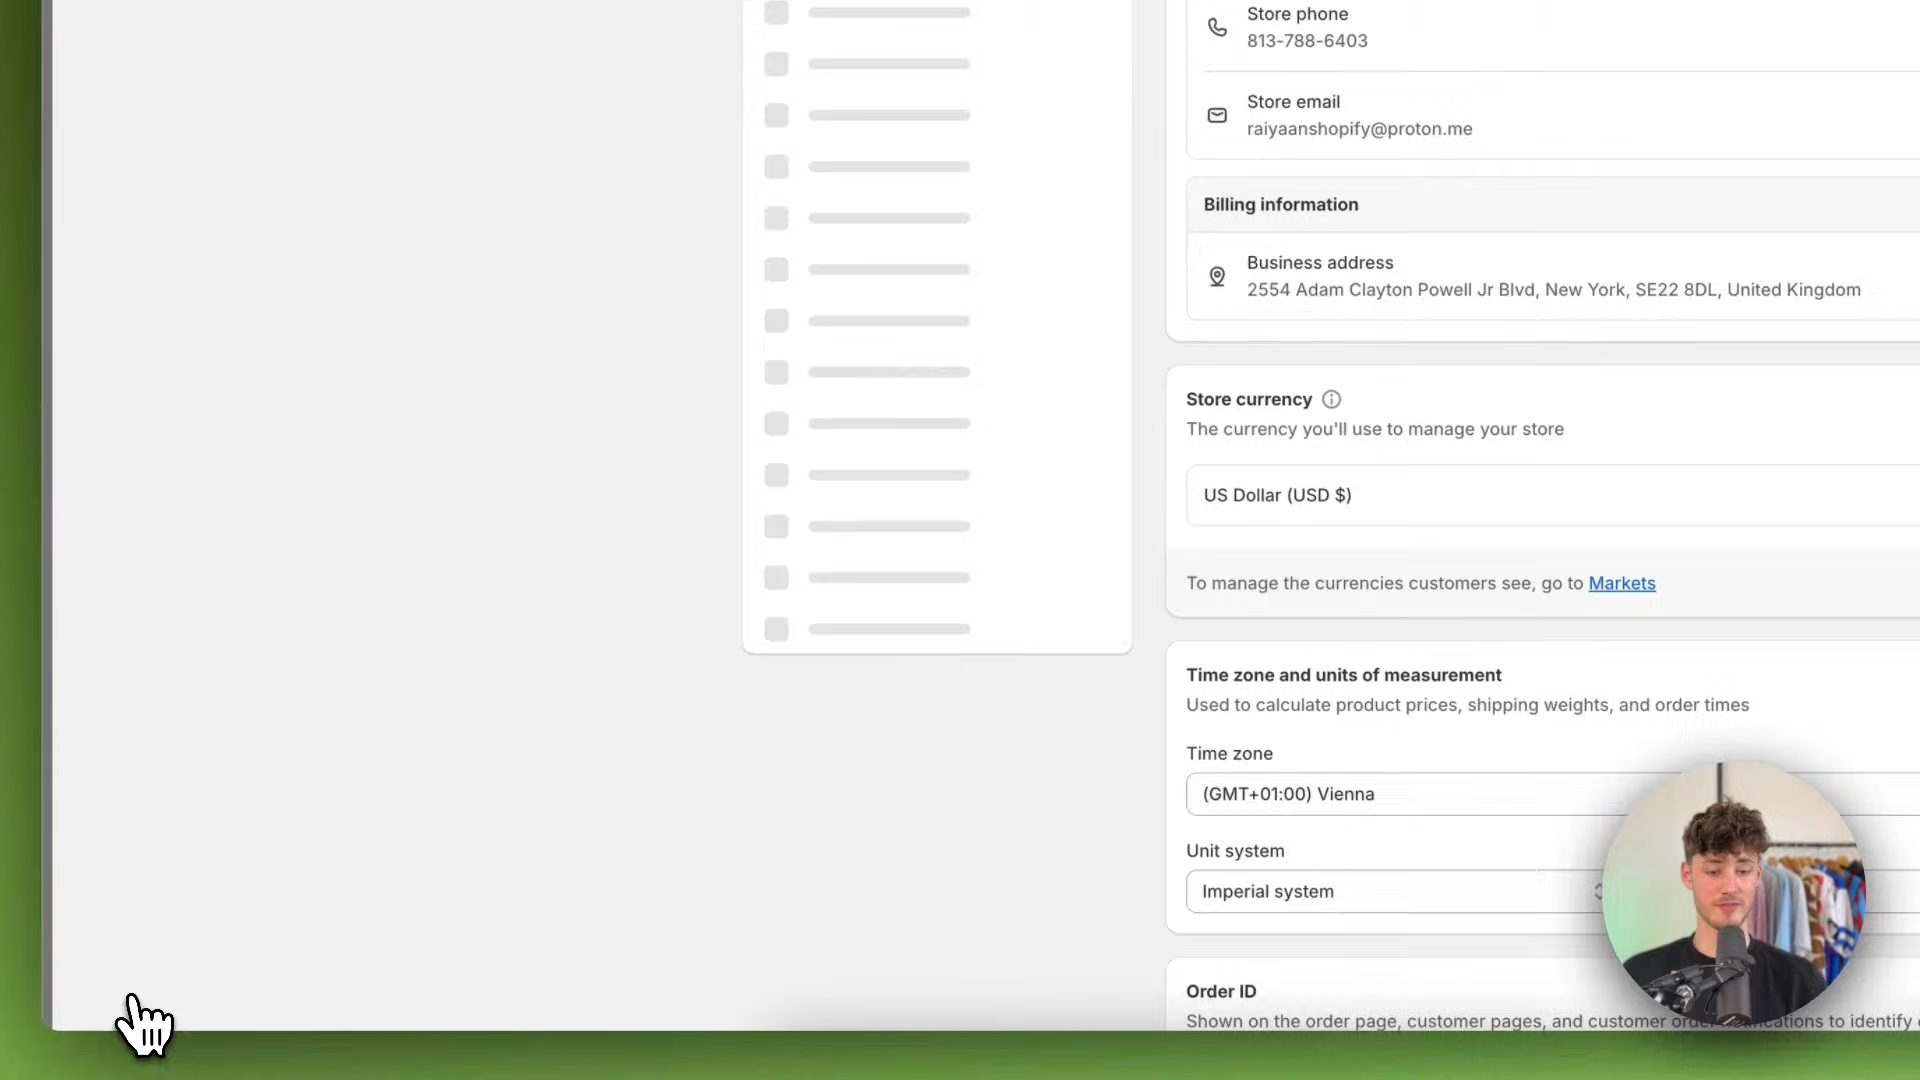 Store phone
813-788-6403
Store email
raiyaanshopify@proton.me
Billing information
Business address
2554 Adam Clayton Powell Jr Blvd, New York, SE22 8DL, United Kingdom
Store currency
The currency you'll use to manage your store
US Dollar (USD $)
To manage the currencies customers see, go to Markets
Time zone and units of measurement
Used to calculate product prices, shipping weights, and order times
Time zone
(GMT+01:00) Vienna
Unit system
Imperial system
Order ID
Shown on the order page, customer pages, and customer order notifications to identify